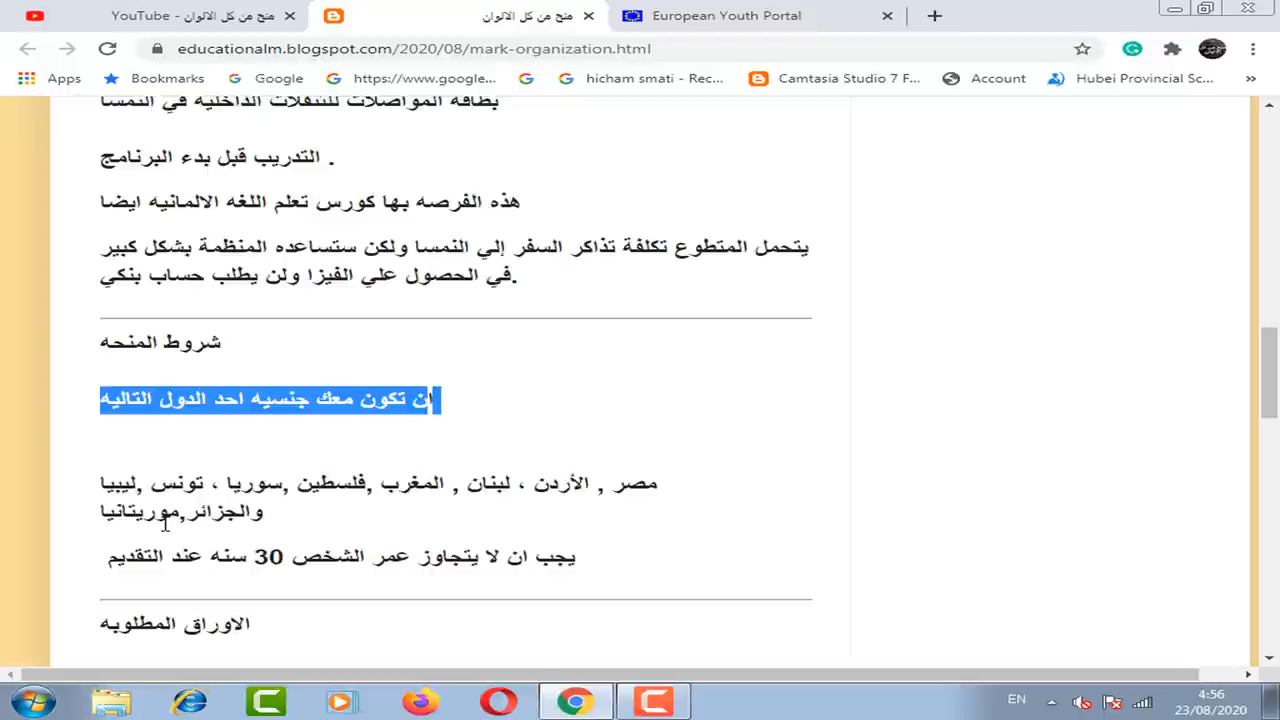 منح من كل الالوان - YouTube
منح من كل الالوان
European Youth Portal
educationalm.blogspot.com/2020/08/mark-organization.html
Apps Bookmarks Google https://www.google... hicham smati - Rec... Camtasia Studio 7 F... Account Hubei Provincial Sc... »
بطاقه المواصلات للتنقلات الداخليه في النمسا
التدريب قبل بدء البرنامج .
هذه الفرصه بها كورس تعلم اللغه الالمانيه ايضا
يتحمل المتطوع تكلفة تذاكر السفر إلي النمسا ولكن ستساعده المنظمة بشكل كبير
في الحصول علي الفيزا ولن يطلب حساب بنكي.
شروط المنحه
ان تكون معك جنسيه احد الدول التاليه
مصر , الأردن ، لبنان , المغرب ,فلسطين ,سوريا ، تونس ,ليبيا
والجزائر,موريتانيا
يجب ان لا يتجاوز عمر الشخص 30 سنه عند التقديم
الاوراق المطلوبه
EN
4:56
23/08/2020